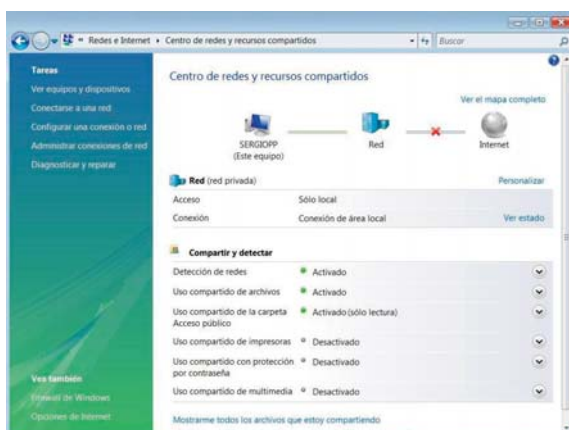 Redes e Internet ▸ Centro de redes y recursos compartidos
Buscar
Tareas
Ver equipos y dispositivos
Conectarse a una red
Configurar una conexión o red
Administrar conexiones de red
Diagnosticar y reparar
Vea también
Firewall de Windows
Opciones de Internet
Centro de redes y recursos compartidos
Ver el mapa completo
SERGIOPP
(Este equipo)
Red
Internet
Red (red privada)
Personalizar
Acceso Sólo local
Conexión Conexión de área local Ver estado
Compartir y detectar
Detección de redes Activado
Uso compartido de archivos Activado
Uso compartido de la carpeta
Acceso público
Activado (sólo lectura)
Uso compartido de impresoras Desactivado
Uso compartido con protección
por contraseña
Desactivado
Uso compartido de multimedia Desactivado
Mostrarme todos los archivos que estoy compartiendo